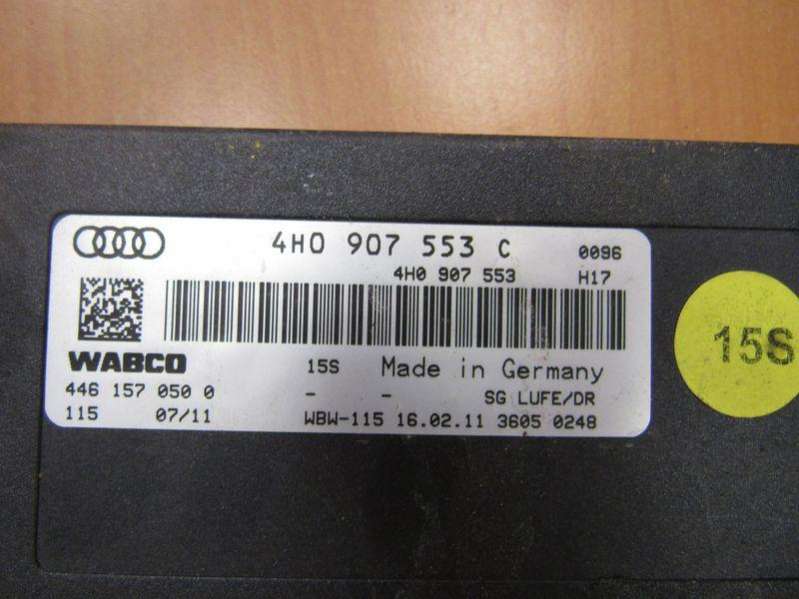 4H0 907 553 C 0096
4H0 907 553 H17
WABCO 15S Made in Germany
446 157 050 0 - - SG LUFE/DR
115 07/11 WBW-115 16.02.11 3605 0248
15S